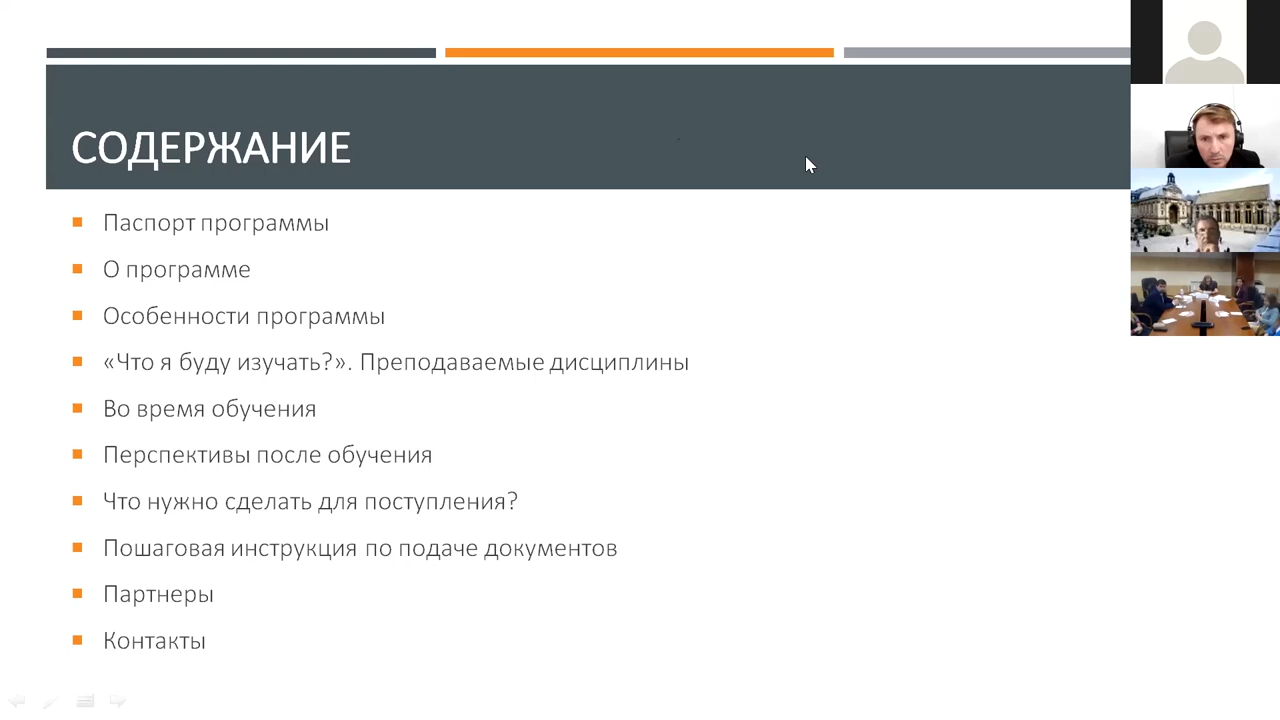 СОДЕРЖАНИЕ
Паспорт программы
О программе
Особенности программы
«Что я буду изучать?». Преподаваемые дисциплины
Во время обучения
Перспективы после обучения
Что нужно сделать для поступления?
Пошаговая инструкция по подаче документов
Партнеры
Контакты